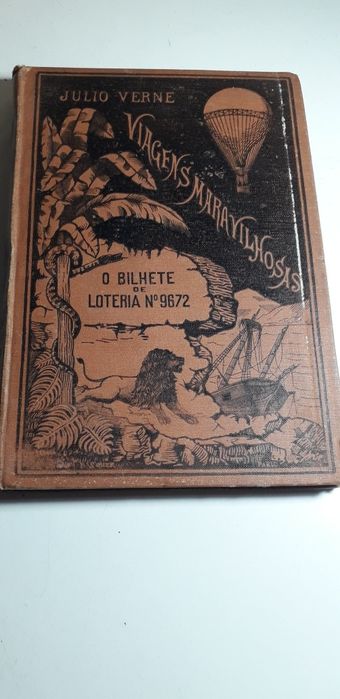 JULIO VERNE
VIAGENS MARAVILHOSAS
O BILHETE
DE
LOTERIA Nº 9672